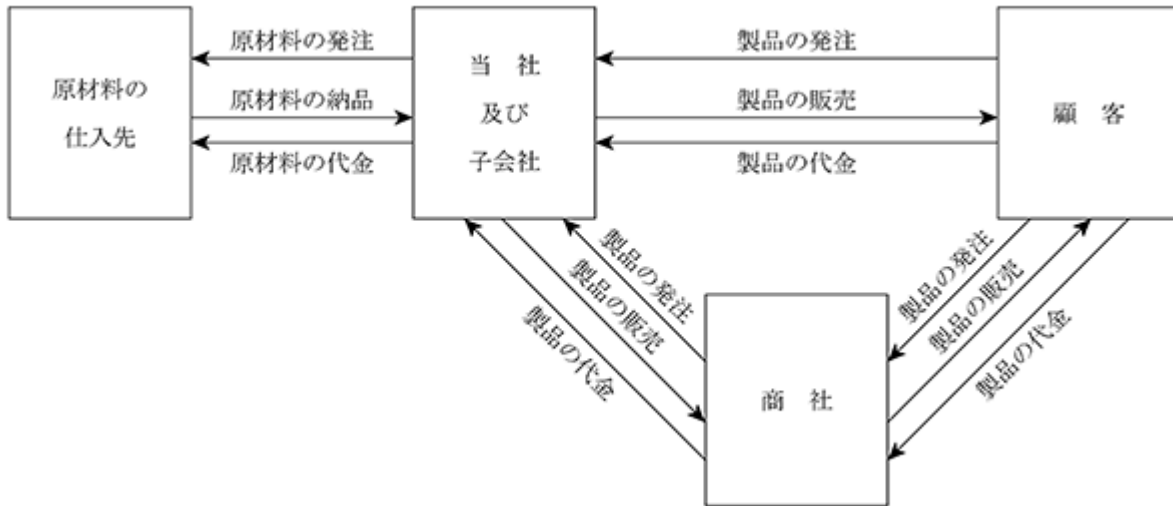 原材料の
仕入先
原材料の発注
原材料の納品
原材料の代金
当　社
及び
子会社
製品の発注
製品の販売
製品の代金
顧　客
製品の発注
製品の販売
製品の代金
商　社
製品の発注
製品の販売
製品の代金